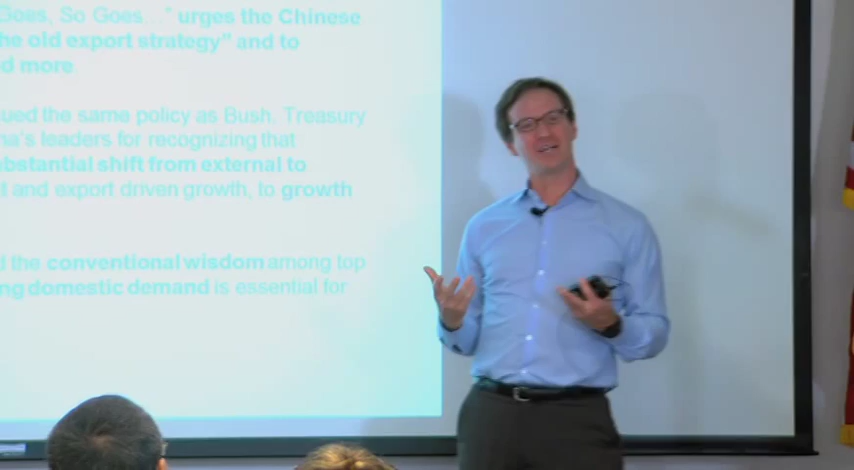 Goes, So Goes..." urges the Chinese
he old export strategy" and to
d more
ued the same policy as Bush. Treasury
na's leaders for recognizing that
bstantial shift from external to
and export driven growth, to growth
d the conventional wisdom among top
ng domestic demand is essential for